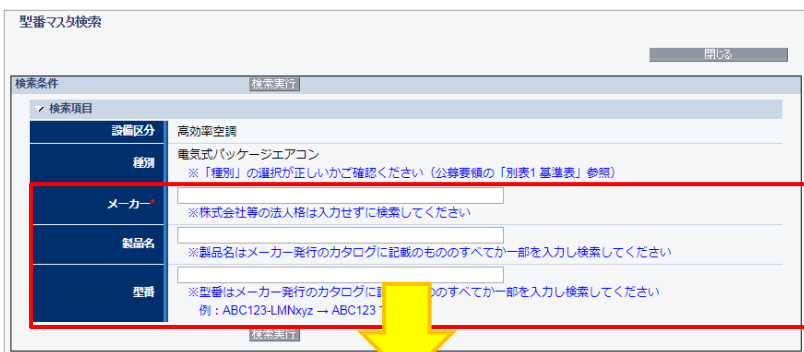 型番マスタ検索
閉じる
検索条件
検索実行
検索項目
設備区分
高効率空調
種別
電気式パッケージエアコン
※「種別」の選択が正しいかご確認ください（公募要領の「別表1 基準表」参照）
メーカー*
※株式会社等の法人格は入力せずに検索してください
製品名
※製品名はメーカー発行のカタログに記載のもののすべてか一部を入力し検索してください
型番
※型番はメーカー発行のカタログに のすべてか一部を入力し検索してください
例：ABC123-LMNxyz → ABC123
検索実行